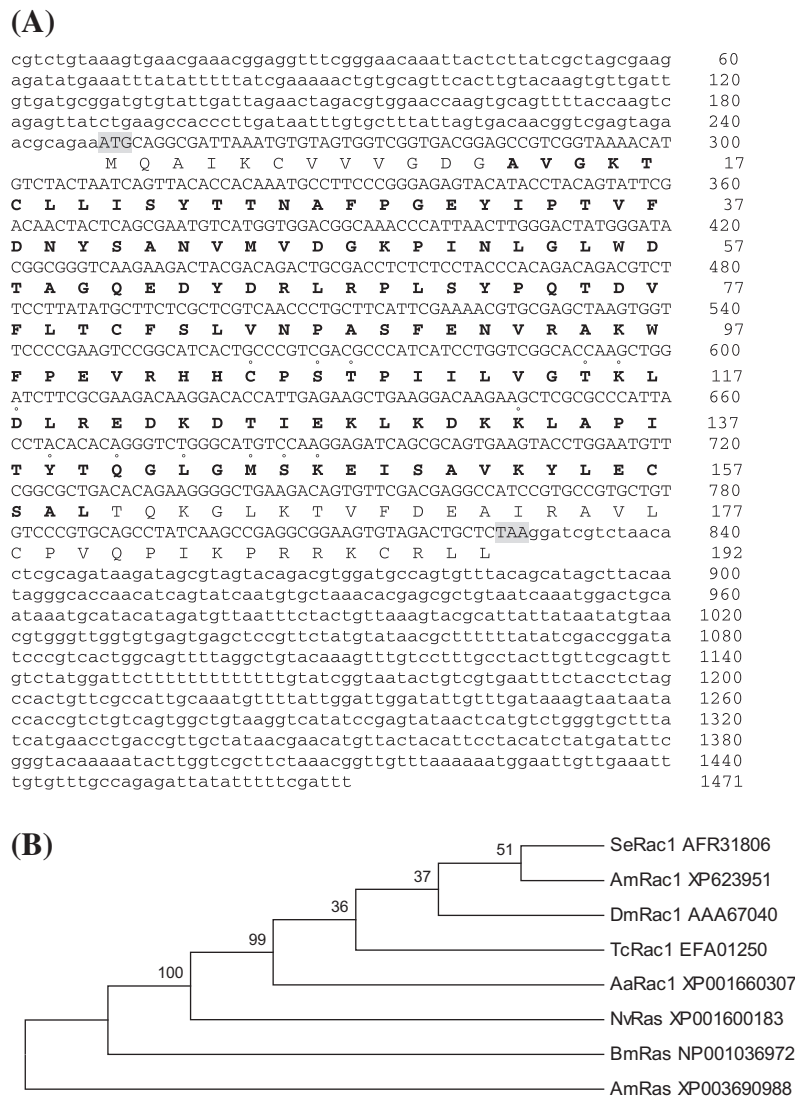 (A)
cgtctgtaaagtgaacgaaacggaggtttcgggaacaaattactcttatcgctagcgaag 60
agatatgaaatttatatttttatcgaaaaactgtgcagttcacttgtacaagtgttgatt 120
gtgatgcggatgtgtattgattagaactagacgtggaaccaagtgcagttttaccaagtc 180
agagttatctgaagccacccttgataatttgtgctttattagtgacaacggtcgagtaga 240
acgcagaaATGCAGGCGATTAAATGTGTAGTGGTCGGTGACGGAGCCGTCGGTAAAACAT 300
M Q A I K C V V V G D G A V G K T 17
GTCTACTAATCAGTTACACCACAAATGCCTTCCCGGGAGAGTACATACCTACAGTATTCG 360
C L L I S Y T T N A F P G E Y I P T V F 37
ACAACTACTCAGCGAATGTCATGGTGGACGGCAAACCCATTAACTTGGGACTATGGGATA 420
D N Y S A N V M V D G K P I N L G L W D 57
CGGCGGGTCAAGAAGACTACGACAGACTGCGACCTCTCTCCTACCCACAGACAGACGTCT 480
T A G Q E D Y D R L R P L S Y P Q T D V 77
TCCTTATATGCTTCTCGCTCGTCAACCCTGCTTCATTCGAAAACGTGCGAGCTAAGTGGT 540
F L T C F S L V N P A S F E N V R A K W 97
TCCCCGAAGTCCGGCATCACTGCCCGTCGACGCCCATCATCCTGGTCGGCACCAAGCTGG 600
F P E V R H H C P S T P I I L V G T K L 117
ATCTTCGCGAAGACAAGGACACCATTGAGAAGCTGAAGGACAAGAAGCTCGCGCCCATTA 660
D L R E D K D T I E K L K D K K L A P I 137
CCTACACACAGGGTCTGGGCATGTCCAAGGAGATCAGCGCAGTGAAGTACCTGGAATGTT 720
T Y T Q G L G M S K E I S A V K Y L E C 157
CGGCGCTGACACAGAAGGGGCTGAAGACAGTGTTCGACGAGGCCATCCGTGCCGTGCTGT 780
S A L T Q K G L K T V F D E A I R A V L 177
GTCCCGTGCAGCCTATCAAGCCGAGGCGGAAGTGTAGACTGCTCTAAggatcgtctaaca 840
C P V Q P I K P R R K C R L L 192
ctcgcagataagatagcgtagtacagacgtggatgccagtgtttacagcatagcttacaa 900
tagggcaccaacatcagtatcaatgtgctaaacacgagcgctgtaatcaaatggactgca 960
ataaatgcatacatagatgttaatttctactgttaaagtacgcattattataatatgtaa 1020
cgtgggttggtgtgagtgagctccgttctatgtataacgcttttttatatcgaccggata 1080
tcccgtcactggcagttttaggctgtacaaagtttgtcctttgcctacttgttcgcagtt 1140
gtctatggattctttttttttttttgtatcggtaatactgtcgtgaatttctacctctag 1200
ccactgttcgccattgcaaatgttttattggattggatattgtttgataaagtaataata 1260
ccaccgtctgtcagtggctgtaaggtcatatccgagtataactcatgtctgggtgcttta 1320
tcatgaacctgaccgttgctataacgaacatgttactacattcctacatctatgatattc 1380
gggtacaaaaatacttggtcgcttctaaacggttgtttaaaaaatggaattgttgaaatt 1440
tgtgtttgccagagattatatttttcgattt 1471
(B)
51 SeRac1 AFR31806
37 AmRac1 XP623951
36 DmRac1 AAA67040
99 TcRac1 EFA01250
100 AaRac1 XP001660307
NvRas XP001600183
BmRas NP001036972
AmRas XP003690988